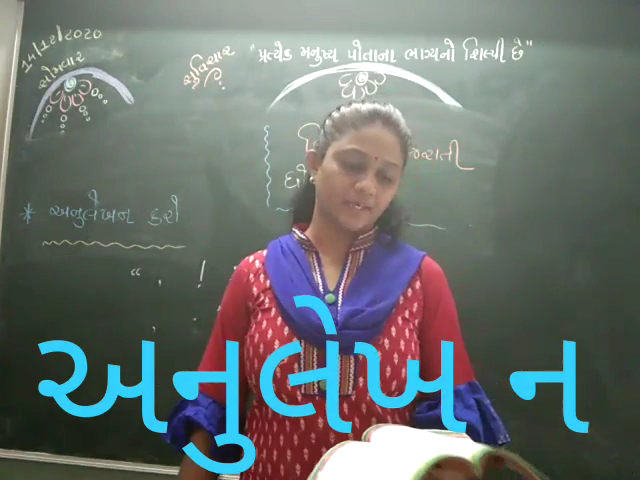 14/12/2020
સોમવાર
સુવિચાર
"પ્રત્યેક મનુષ્ય પોતાના ભાગ્યનો શિલ્પી છે"
* અનુલેખન કરો
" , !
અનુલેખ ન